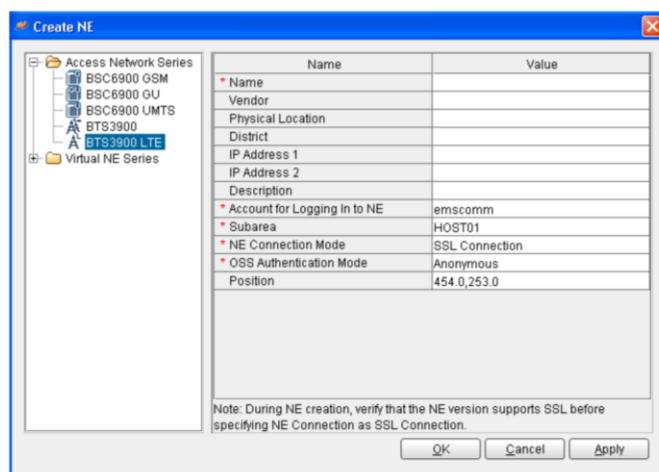 Create NE
Access Network Series
BSC6900 GSM
BSC6900 GU
BSC6900 UMTS
BTS3900
BTS3900 LTE
Virtual NE Series
Name Value
* Name
Vendor
Physical Location
District
IP Address 1
IP Address 2
Description
* Account for Logging In to NE emscomm
* Subarea HOST01
* NE Connection Mode SSL Connection
* OSS Authentication Mode Anonymous
Position 454.0,253.0
Note: During NE creation, verify that the NE version supports SSL before
specifying NE Connection as SSL Connection.
OK Cancel Apply